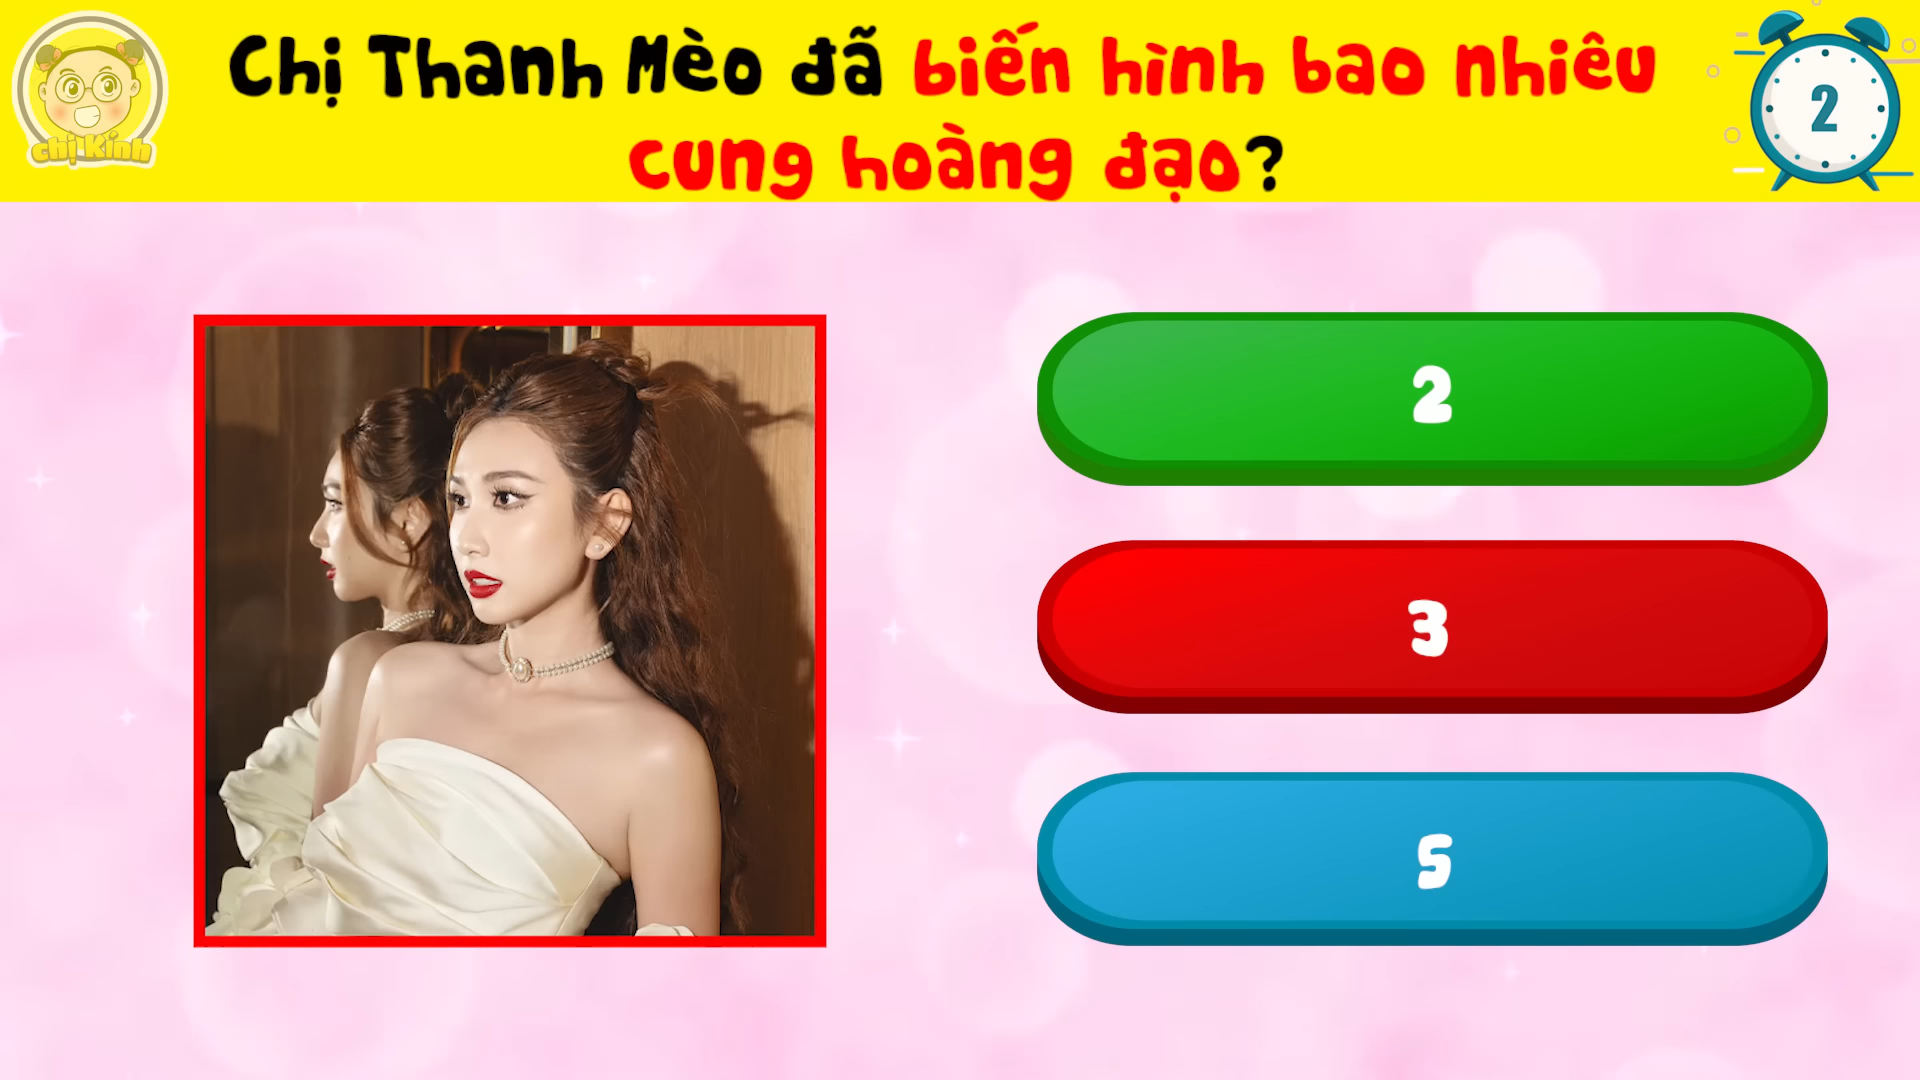 Chị Thanh Mèo đã biến hình bao nhiêu
cung hoàng đạo?
chị Kính
2
2
3
5